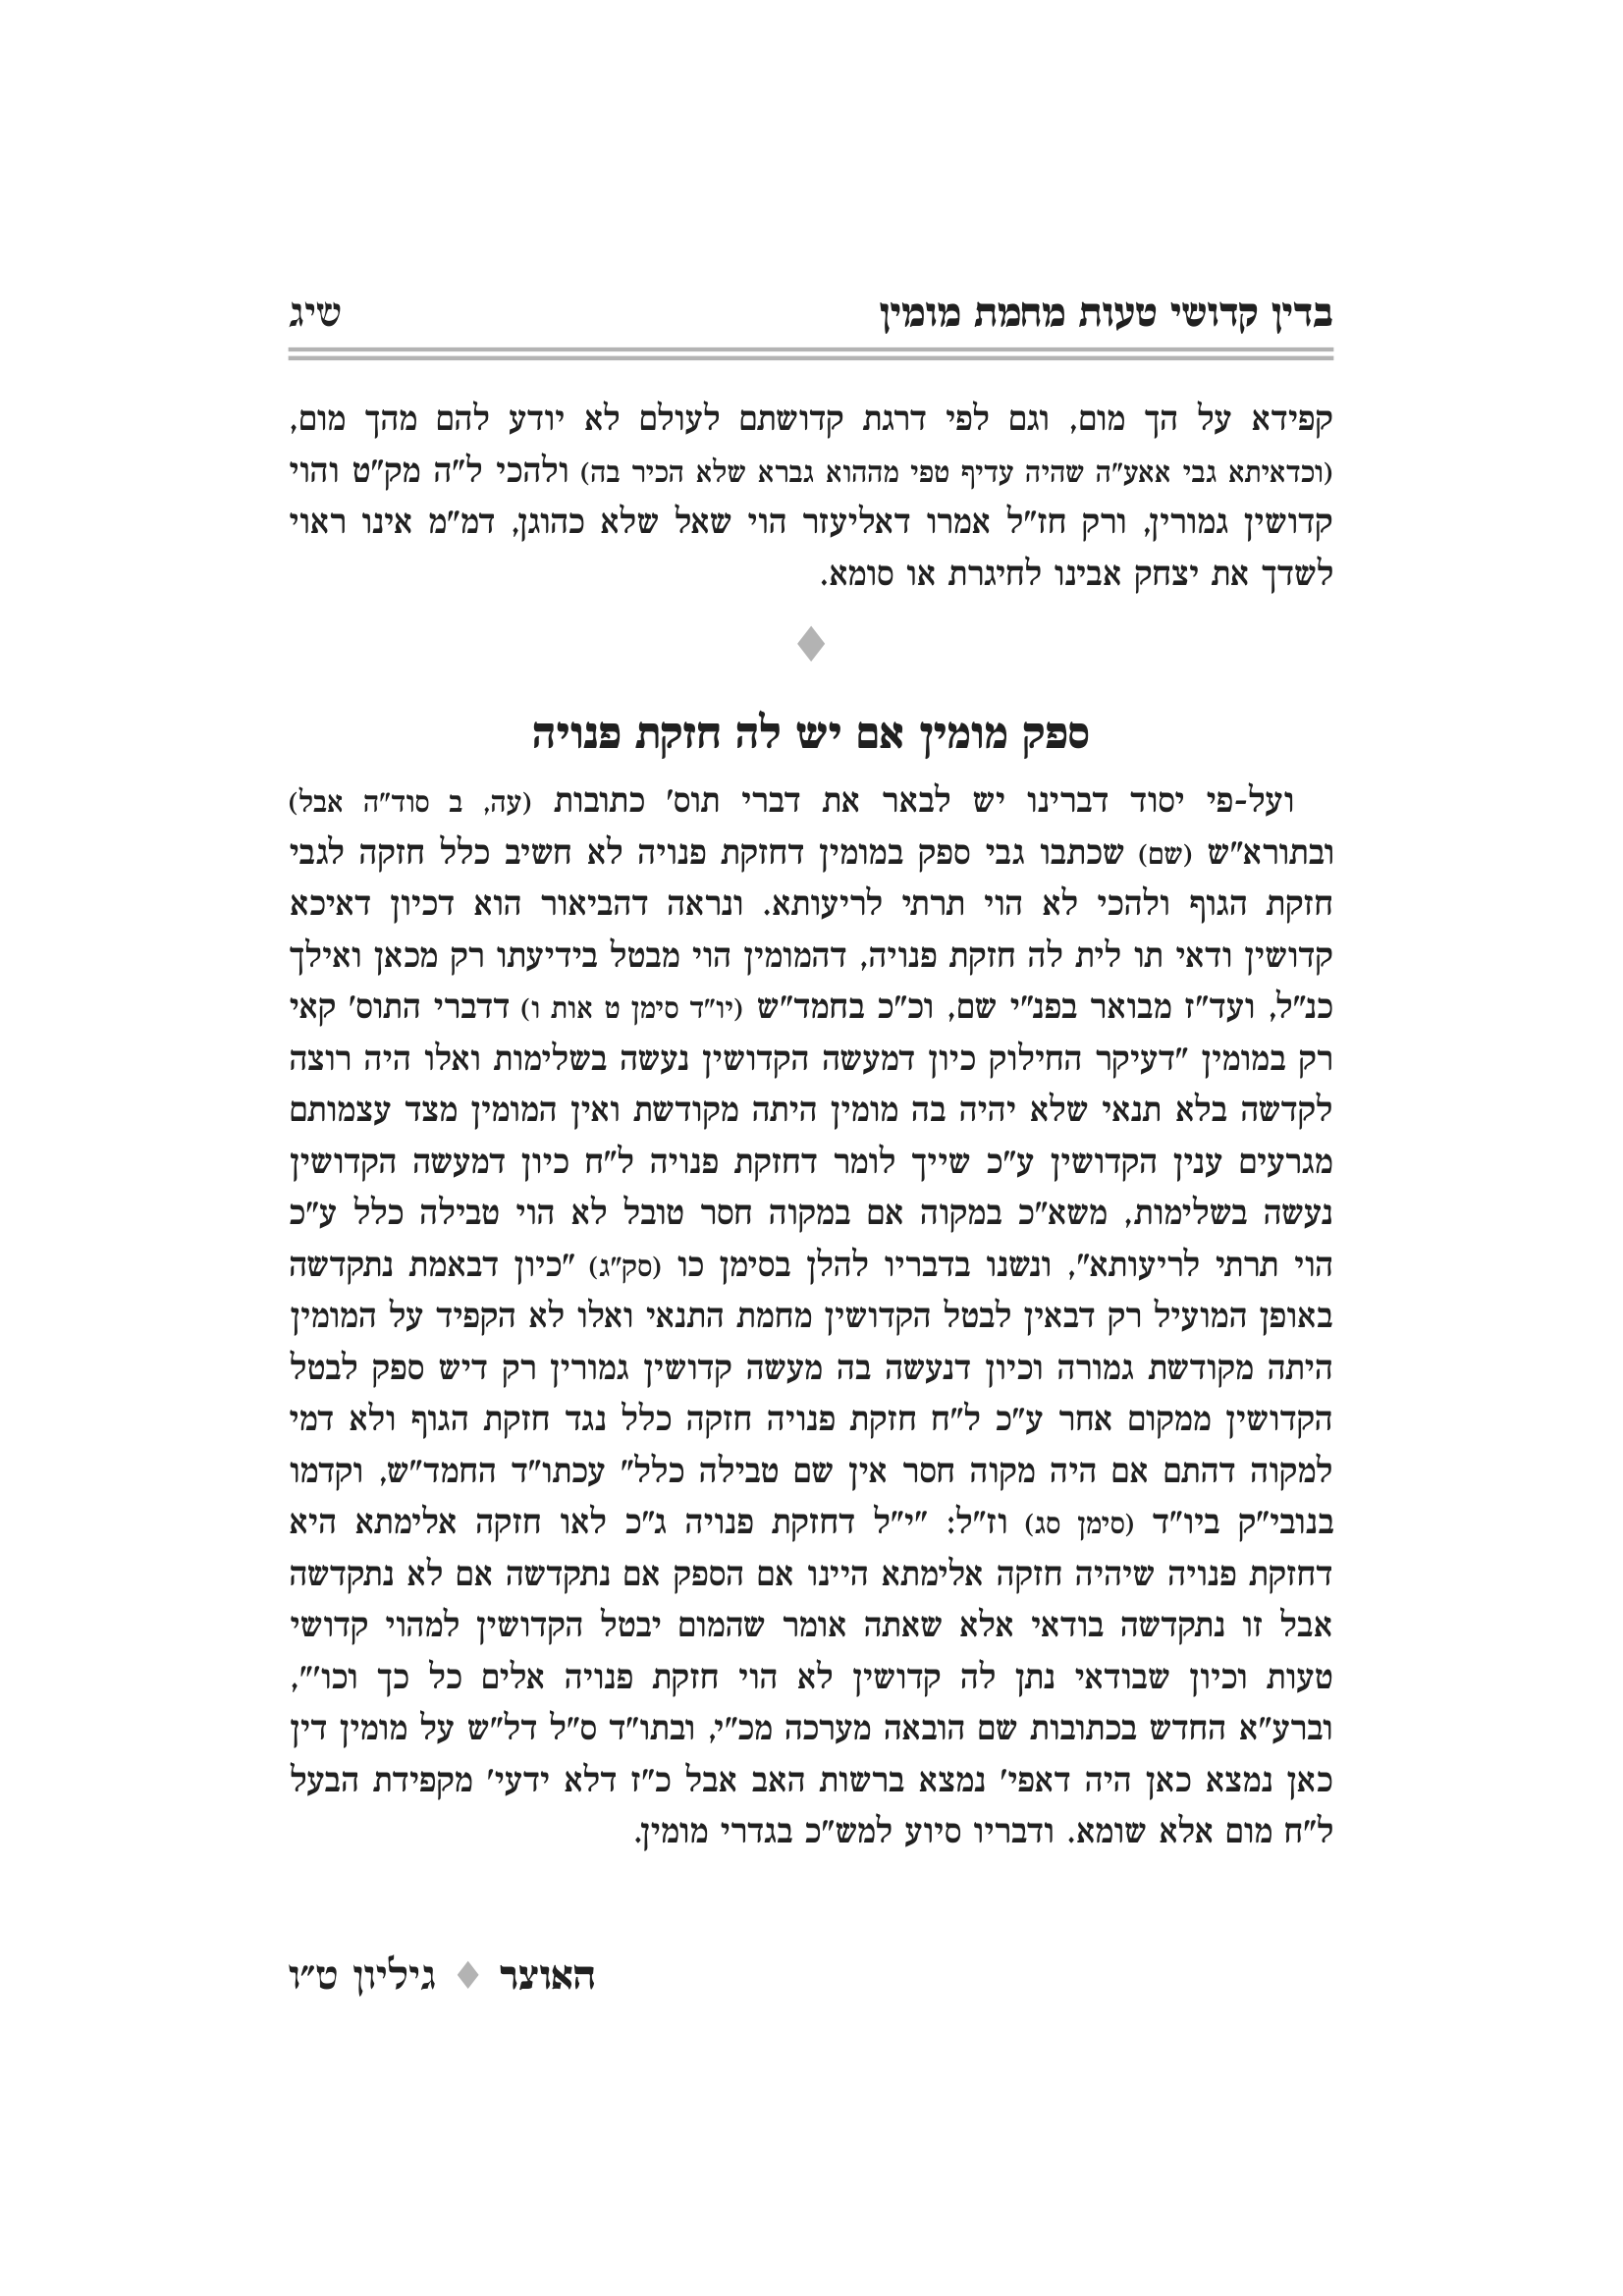 בדין קדושי טעות מחמת מומין שיג
קפידא על הך מום, וגם לפי דרגת קדושתם לעולם לא יודע להם מהך מום,
(וכדאיתא גבי אאע"ה שהיה עדיף טפי מההוא גברא שלא הכיר בה) ולהכי ל"ה מק"ט והוי
קדושין גמורין, ורק חז"ל אמרו דאליעזר הוי שאל שלא כהוגן, דמ"מ אינו ראוי
לשדך את יצחק אבינו לחיגרת או סומא.
ספק מומין אם יש לה חזקת פנויה
ועל-פי יסוד דברינו יש לבאר את דברי תוס' כתובות (עה, ב סוד"ה אבל)
ובתורא"ש (שם) שכתבו גבי ספק במומין דחזקת פנויה לא חשיב כלל חזקה לגבי
חזקת הגוף ולהכי לא הוי תרתי לריעותא. ונראה דהביאור הוא דכיון דאיכא
קדושין ודאי תו לית לה חזקת פנויה, דהמומין הוי מבטל בידיעתו רק מכאן ואילך
כנ"ל, ועד"ז מבואר בפנ"י שם, וכ"כ בחמד"ש (יו"ד סימן ט אות ו) דדברי התוס' קאי
רק במומין "דעיקר החילוק כיון דמעשה הקדושין נעשה בשלימות ואלו היה רוצה
לקדשה בלא תנאי שלא יהיה בה מומין היתה מקודשת ואין המומין מצד עצמותם
מגרעים ענין הקדושין ע"כ שייך לומר דחזקת פנויה ל"ח כיון דמעשה הקדושין
נעשה בשלימות, משא"כ במקוה אם במקוה חסר טובל לא הוי טבילה כלל ע"כ
הוי תרתי לריעותא", ונשנו בדבריו להלן בסימן כו (סק"ג) "כיון דבאמת נתקדשה
באופן המועיל רק דבאין לבטל הקדושין מחמת התנאי ואלו לא הקפיד על המומין
היתה מקודשת גמורה וכיון דנעשה בה מעשה קדושין גמורין רק דיש ספק לבטל
הקדושין ממקום אחר ע"כ ל"ח חזקת פנויה חזקה כלל נגד חזקת הגוף ולא דמי
למקוה דהתם אם היה מקוה חסר אין שם טבילה כלל" עכתו"ד החמד"ש, וקדמו
בנובי"ק ביו"ד (סימן סג) וז"ל: "י"ל דחזקת פנויה ג"כ לאו חזקה אלימתא היא
דחזקת פנויה שיהיה חזקה אלימתא היינו אם הספק אם נתקדשה אם לא נתקדשה
אבל זו נתקדשה בודאי אלא שאתה אומר שהמום יבטל הקדושין למהוי קדושי
טעות וכיון שבודאי נתן לה קדושין לא הוי חזקת פנויה אלים כל כך וכו'",
וברע"א החדש בכתובות שם הובאה מערכה מכ"י, ובתו"ד ס"ל דל"ש על מומין דין
כאן נמצא כאן היה דאפי' נמצא ברשות האב אבל כ"ז דלא ידעי' מקפידת הבעל
ל"ח מום אלא שומא. ודבריו סיוע למש"כ בגדרי מומין.
האוצר ♦ גיליון ט"ו